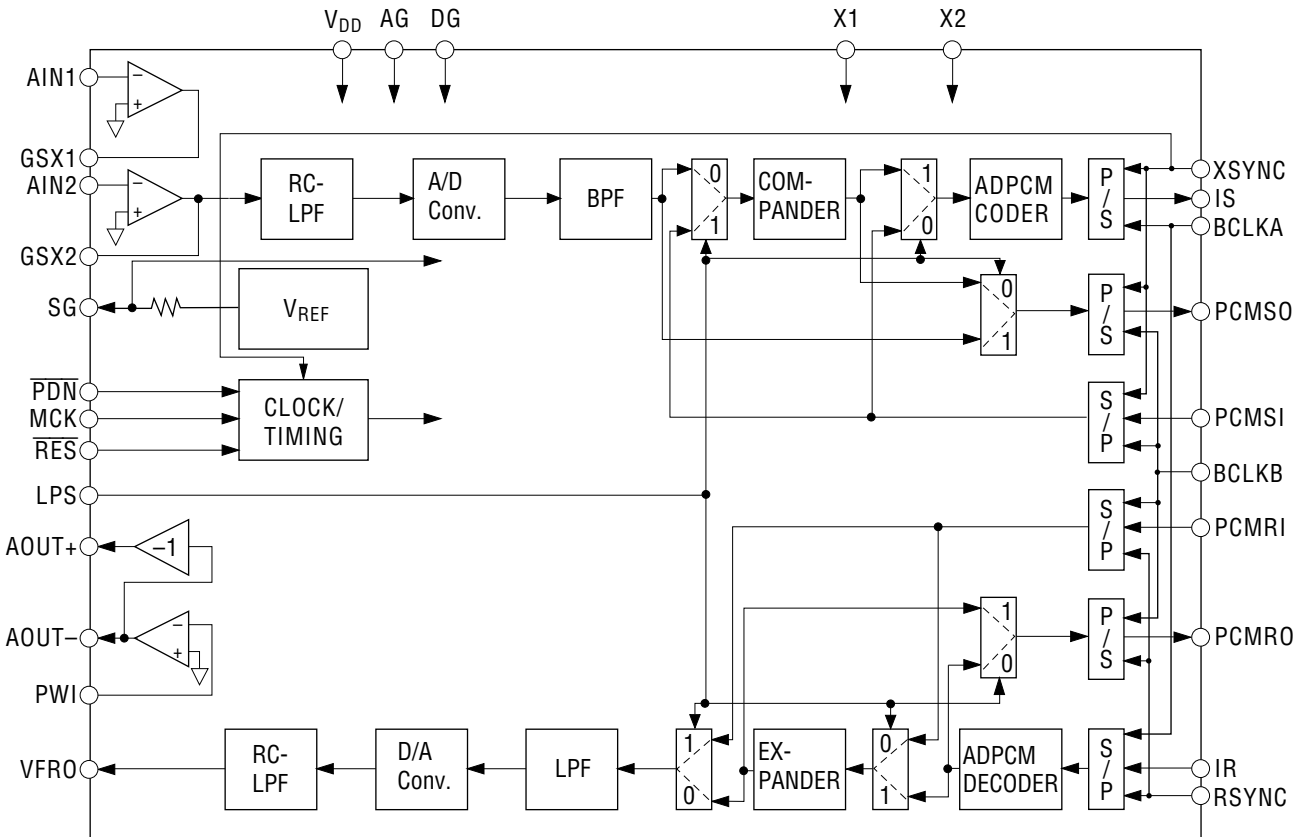 VDD AG DG X1 X2
AIN1
−
+
GSX1
AIN2
−
+
GSX2
RC-
LPF
A/D
Conv.
BPF
0
1
COM-
PANDER
1
0
ADPCM
CODER
P
/
S
XSYNC
IS
BCLKA
SG
VREF
0
1
P
/
S
PCMSO
PDN
MCK
RES
CLOCK/
TIMING
S
/
P
PCMSI
BCLKB
LPS
S
/
P
PCMRI
AOUT+
−1
AOUT−
−
+
PWI
1
0
P
/
S
PCMRO
VFRO
RC-
LPF
D/A
Conv.
LPF
1
0
EX-
PANDER
0
1
ADPCM
DECODER
S
/
P
IR
RSYNC